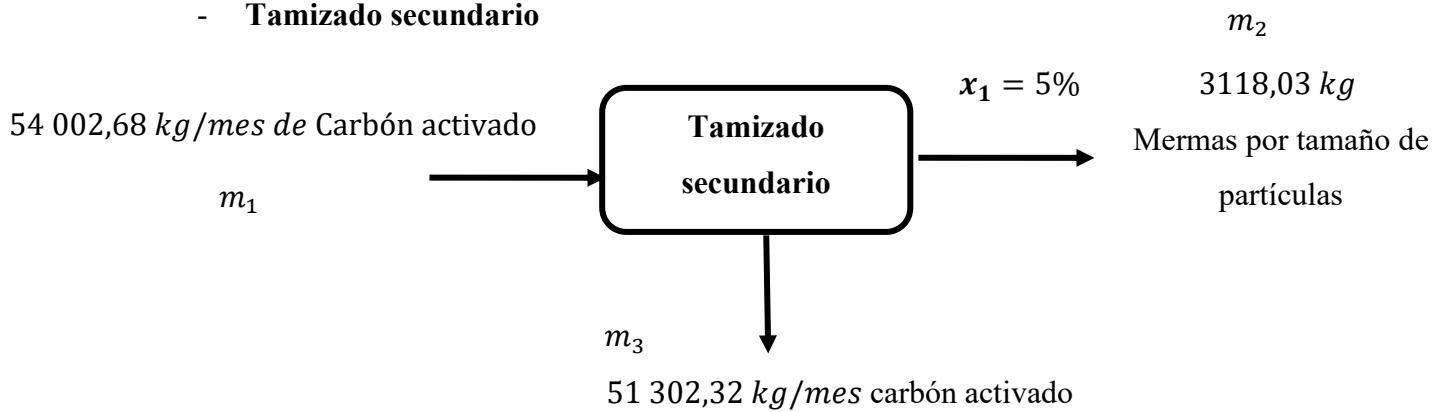 - Tamizado secundario
54 002,68 kg/mes de Carbón activado
m₁
Tamizado
secundario
x₁ = 5%
m₂
3118,03 kg
Mermas por tamaño de
partículas
m₃
51 302,32 kg/mes carbón activado